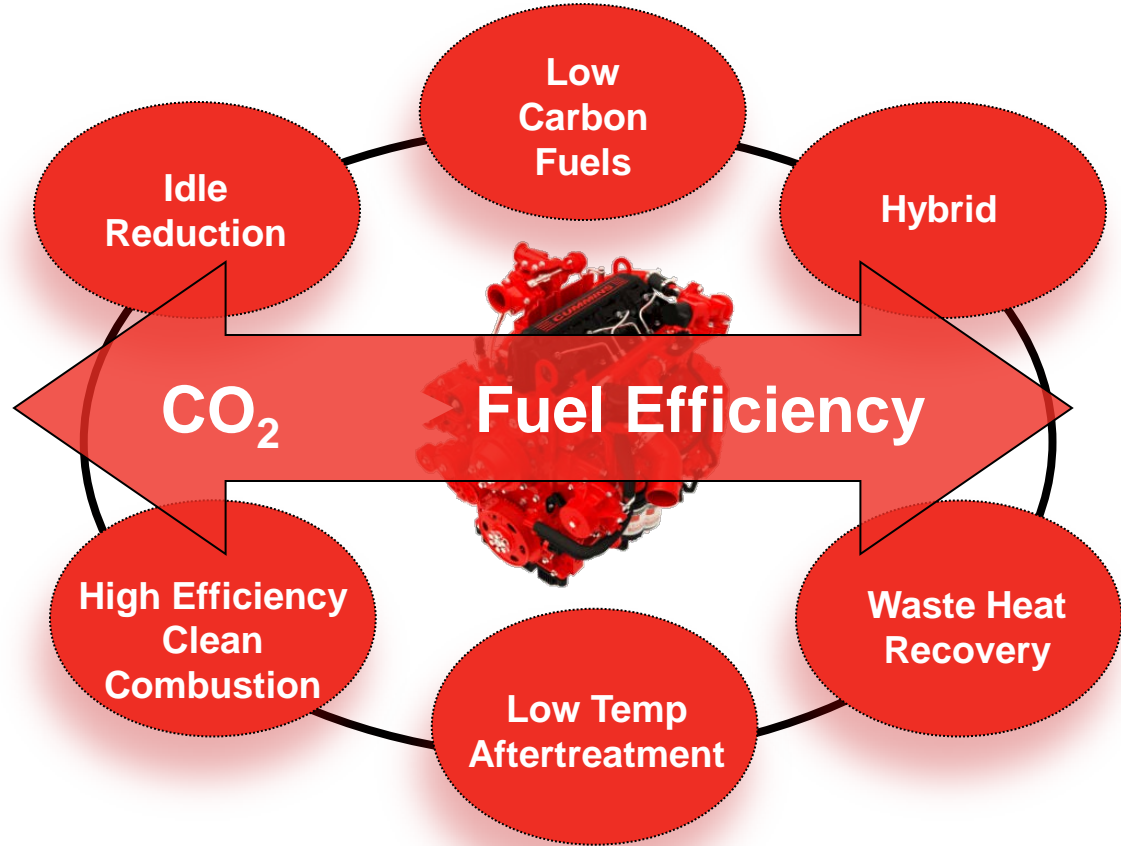 Low
Carbon
Fuels
Idle
Reduction
Hybrid
CUMMINS
CO₂
Fuel Efficiency
High Efficiency
Clean
Combustion
Waste Heat
Recovery
Low Temp
Aftertreatment